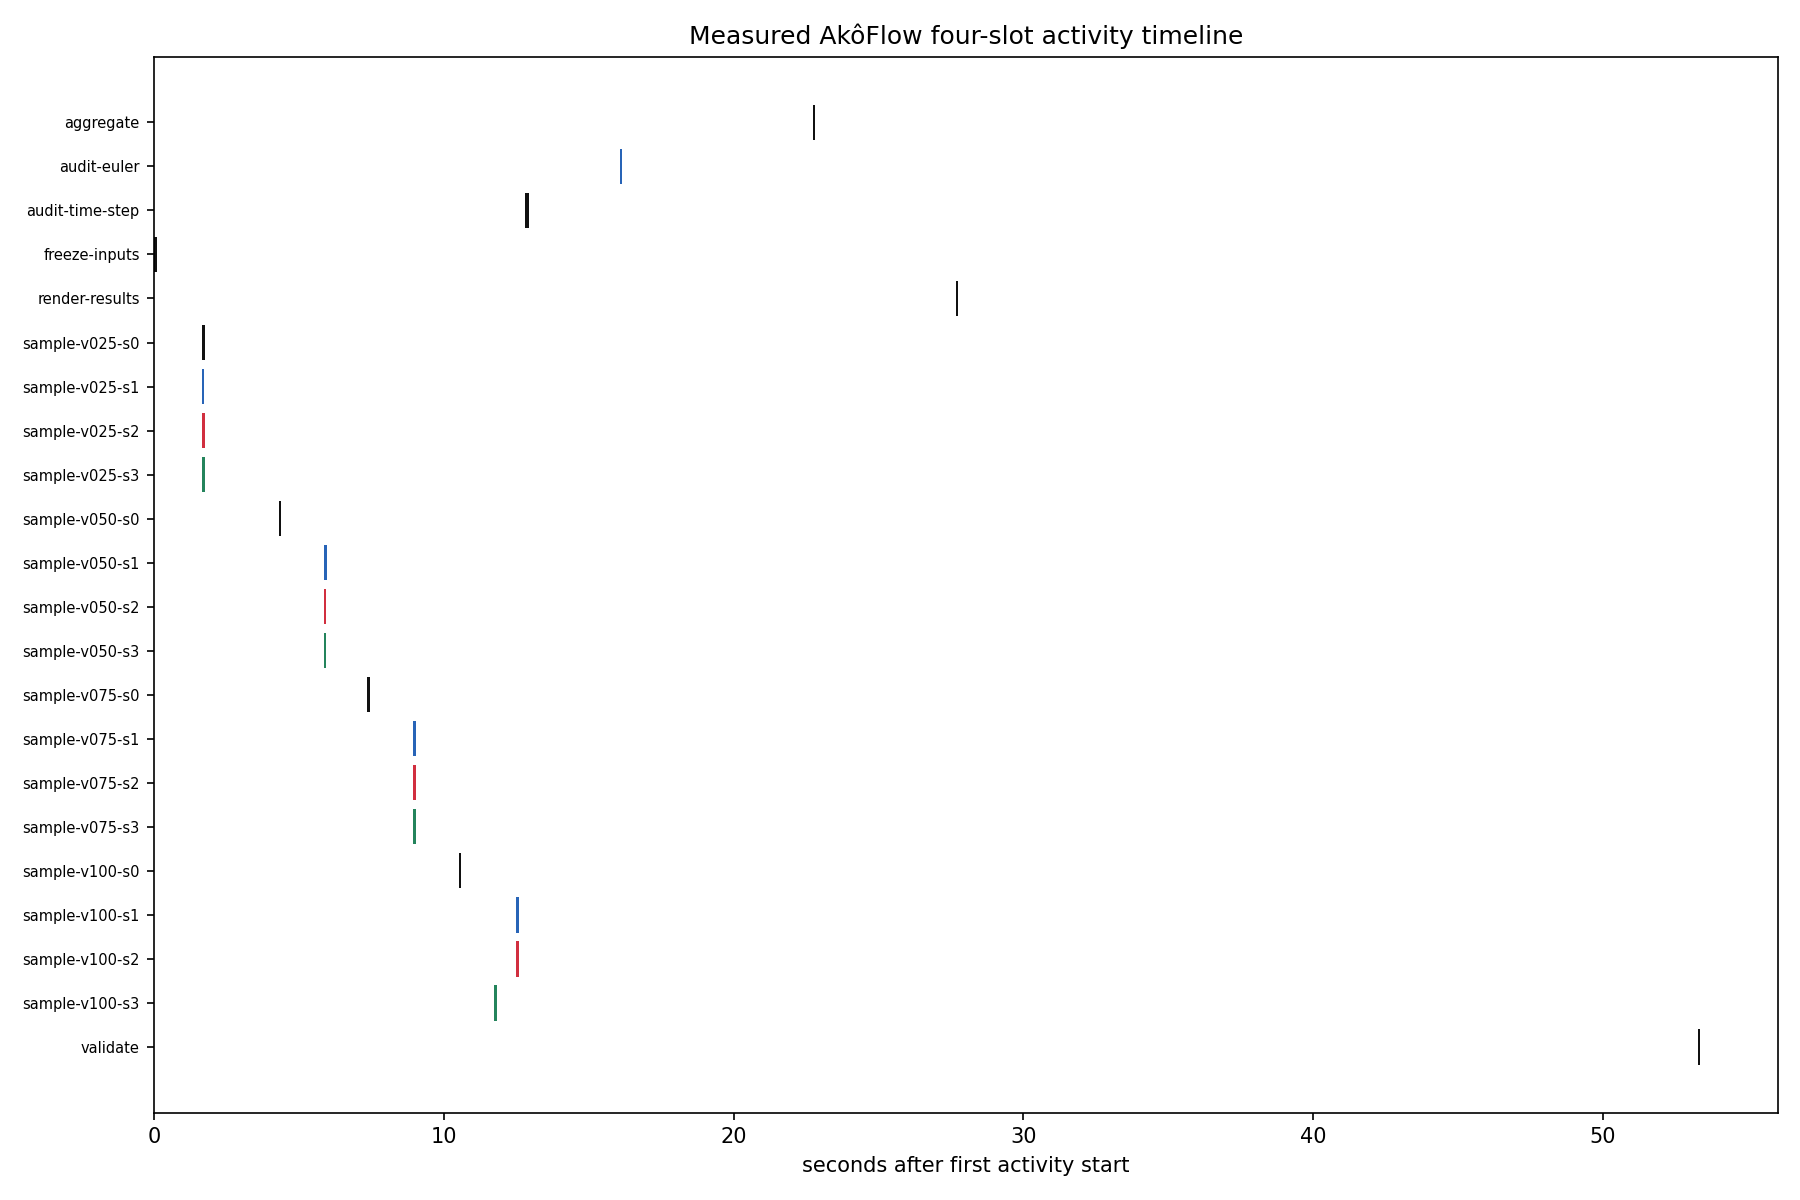 Measured AkôFlow four-slot activity timeline
aggregate
audit-euler
audit-time-step
freeze-inputs
render-results
sample-v025-s0
sample-v025-s1
sample-v025-s2
sample-v025-s3
sample-v050-s0
sample-v050-s1
sample-v050-s2
sample-v050-s3
sample-v075-s0
sample-v075-s1
sample-v075-s2
sample-v075-s3
sample-v100-s0
sample-v100-s1
sample-v100-s2
sample-v100-s3
validate
0 10 20 30 40 50
seconds after first activity start